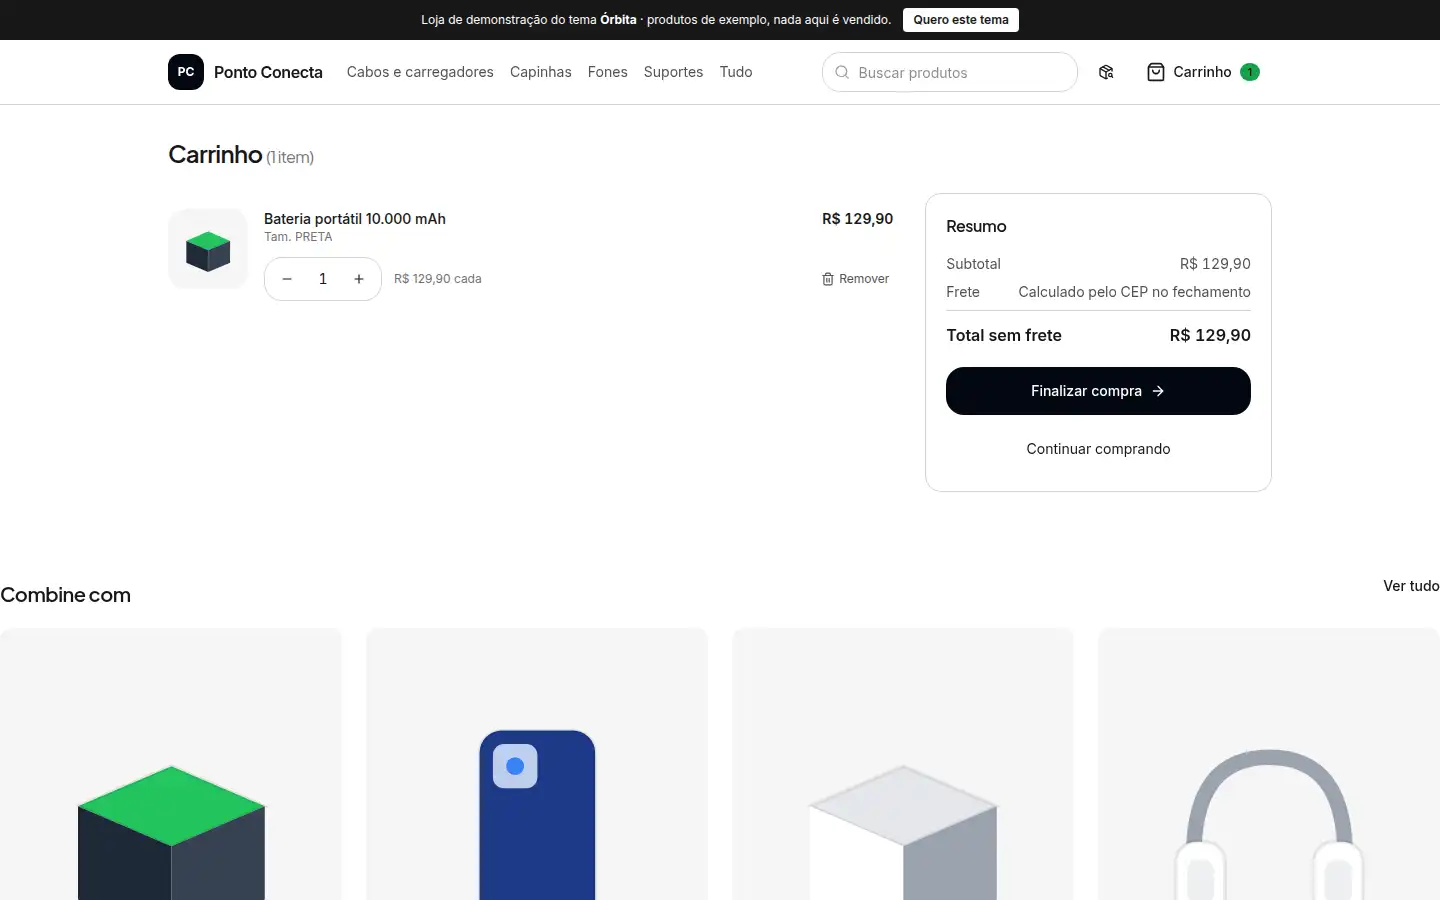 Loja de demonstração do tema Órbita · produtos de exemplo, nada aqui é vendido. Quero este tema
PC Ponto Conecta Cabos e carregadores Capinhas Fones Suportes Tudo Buscar produtos Carrinho 1
Carrinho (1 item)
Bateria portátil 10.000 mAh R$ 129,90
Tam. PRETA
− 1 + R$ 129,90 cada Remover
Resumo
Subtotal R$ 129,90
Frete Calculado pelo CEP no fechamento
Total sem frete R$ 129,90
Finalizar compra →
Continuar comprando
Combine com Ver tudo